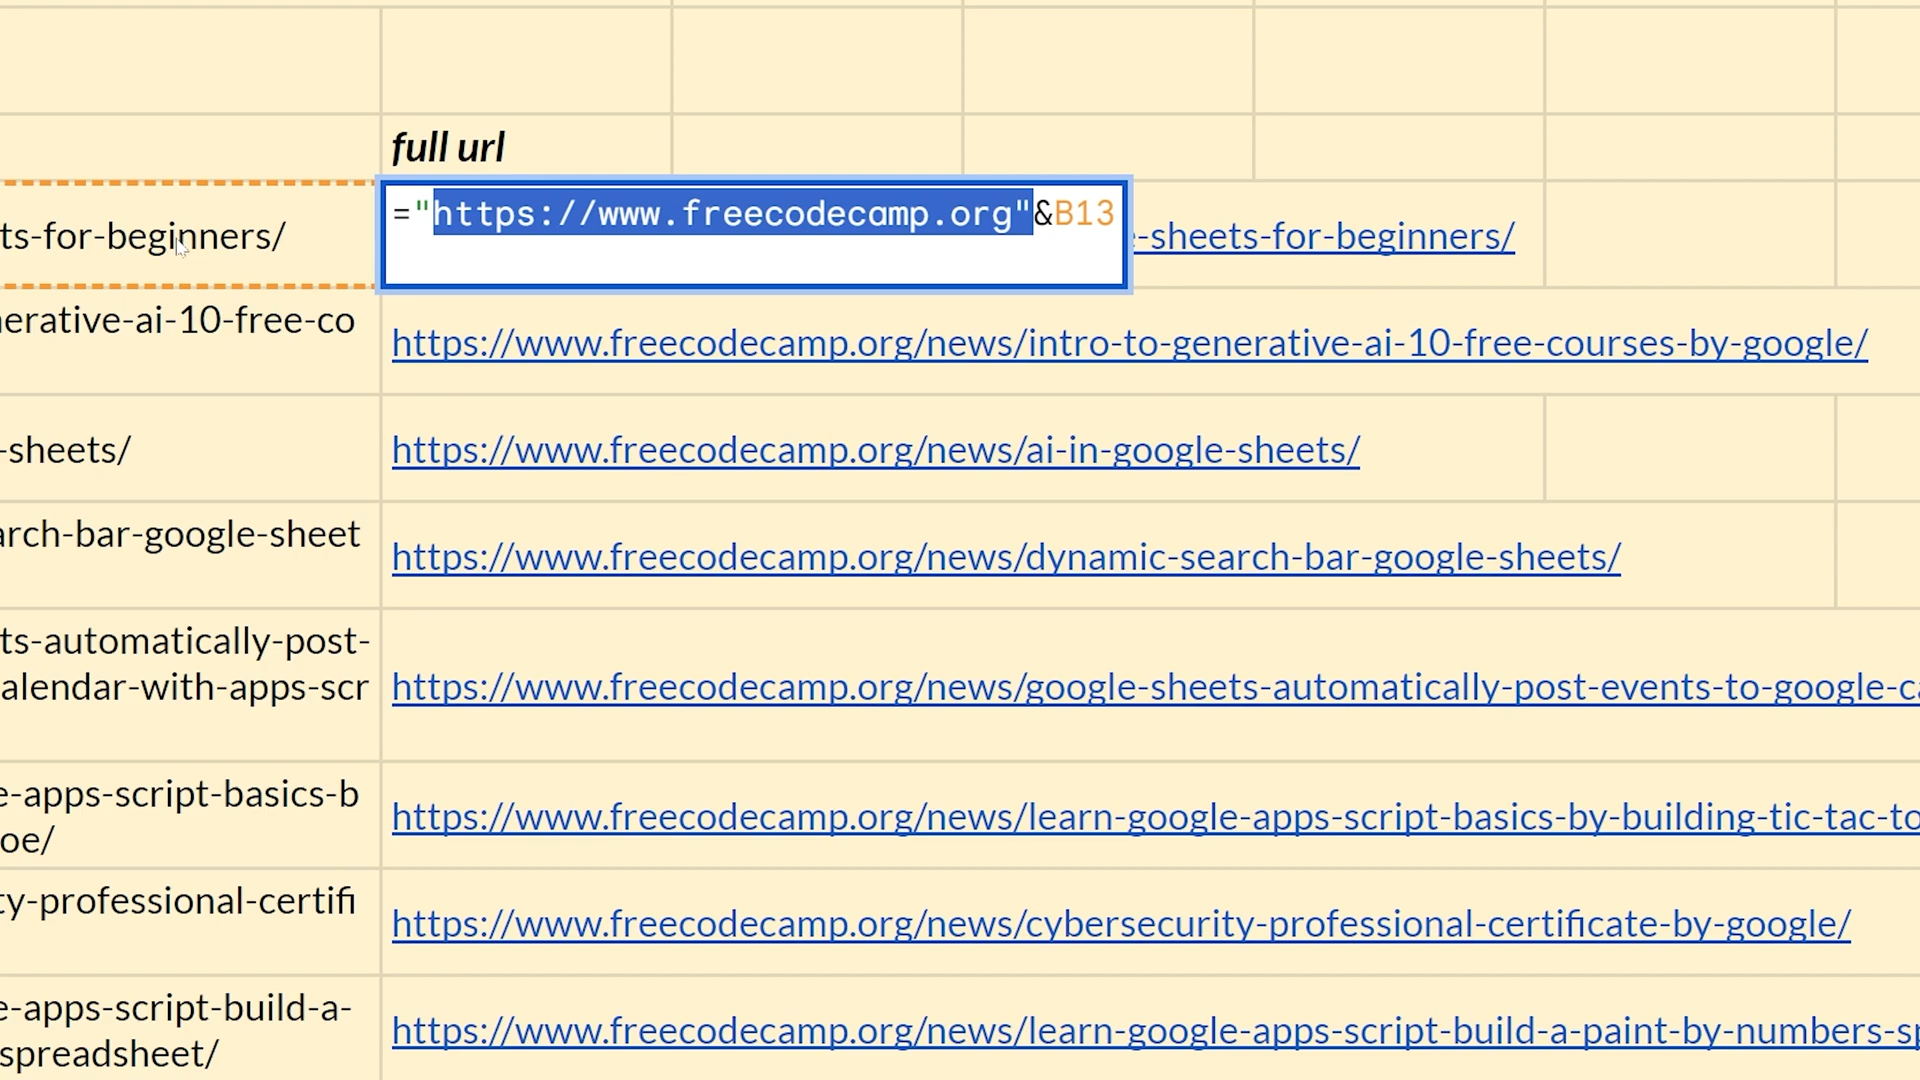 full url
ts-for-beginners/
="https://www.freecodecamp.org"&B13
-sheets-for-beginners/
nerative-ai-10-free-co
https://www.freecodecamp.org/news/intro-to-generative-ai-10-free-courses-by-google/
-sheets/
https://www.freecodecamp.org/news/ai-in-google-sheets/
arch-bar-google-sheet
https://www.freecodecamp.org/news/dynamic-search-bar-google-sheets/
ts-automatically-post-
alendar-with-apps-scr
https://www.freecodecamp.org/news/google-sheets-automatically-post-events-to-google-ca
e-apps-script-basics-b
oe/
https://www.freecodecamp.org/news/learn-google-apps-script-basics-by-building-tic-tac-to
ty-professional-certifi
https://www.freecodecamp.org/news/cybersecurity-professional-certificate-by-google/
e-apps-script-build-a-
spreadsheet/
https://www.freecodecamp.org/news/learn-google-apps-script-build-a-paint-by-numbers-sp